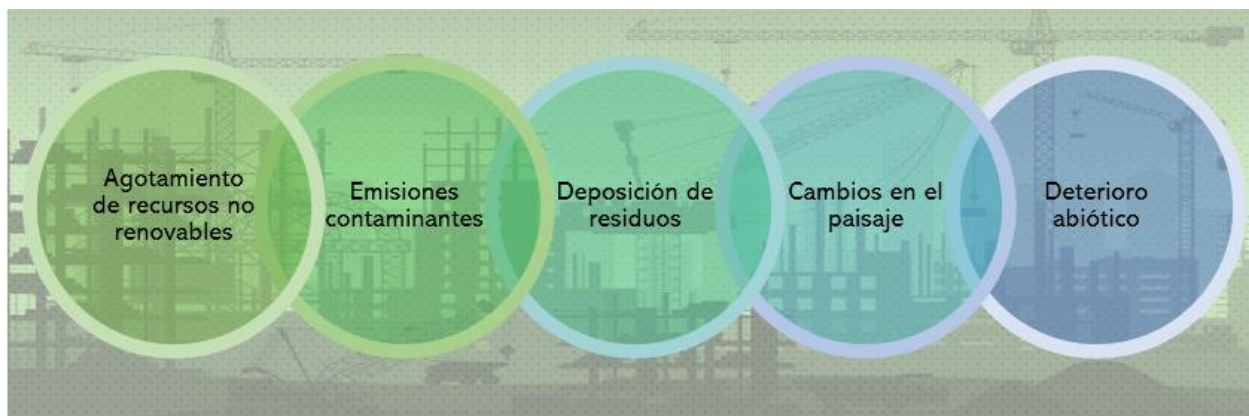 Agotamiento
de recursos no
renovables
Emisiones
contaminantes
Deposición de
residuos
Cambios en el
paisaje
Deterioro
abiótico